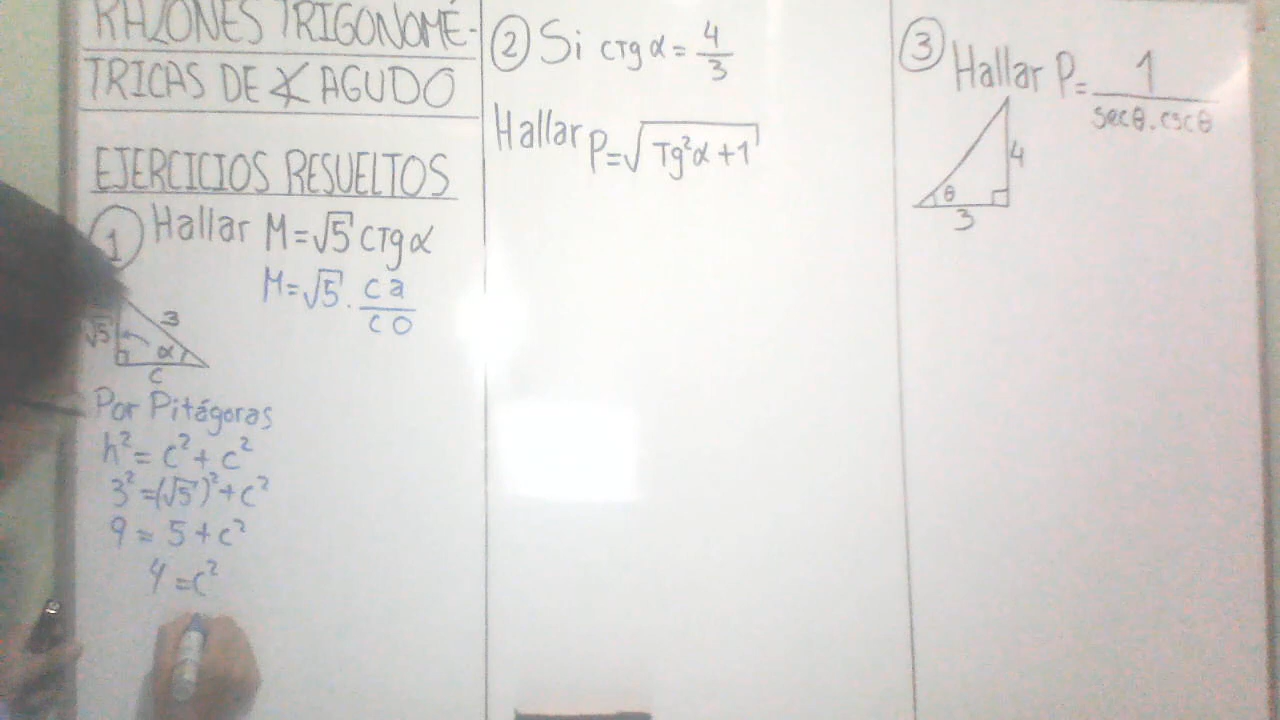 RAZONES TRIGONOMÉ-
TRICAS DE ∢ AGUDO
EJERCICIOS RESUELTOS
1 Hallar M = √5 CTgα
M = √5 . ca/co
√5
3
α
c
Por Pitágoras
h² = c² + c²
3² = (√5)² + c²
9 = 5 + c²
4 = c²
2 Si CTgα = 4/3
Hallar P = √(Tg²α + 1)
3 Hallar P = 1/(secθ . cscθ)
4
θ
3